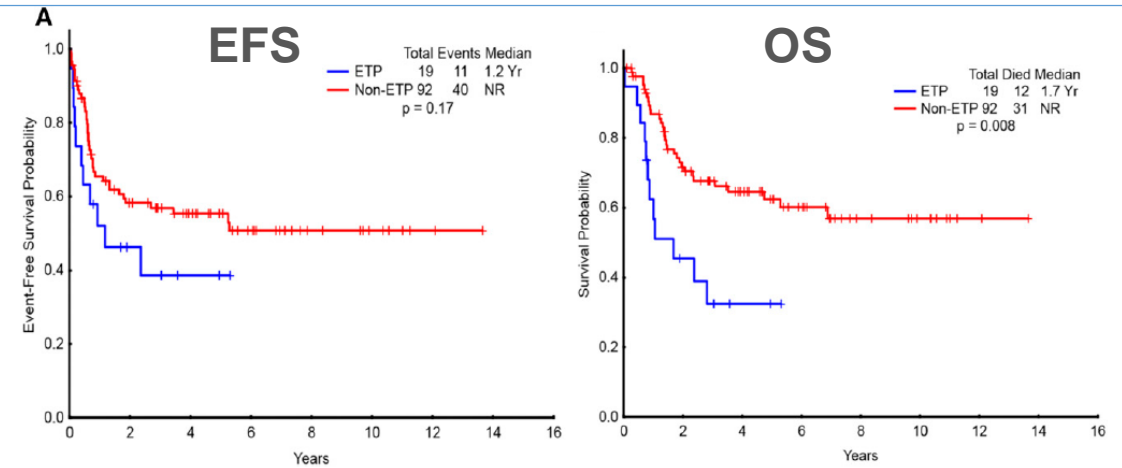 A
EFS
Total Events Median
ETP 19 11 1.2 Yr
Non-ETP 92 40 NR
p = 0.17
Event-Free Survival Probability
1.0
0.8
0.6
0.4
0.2
0.0
0 2 4 6 8 10 12 14 16
Years
OS
Total Died Median
ETP 19 12 1.7 Yr
Non-ETP 92 31 NR
p = 0.008
Survival Probability
1.0
0.8
0.6
0.4
0.2
0.0
0 2 4 6 8 10 12 14 16
Years